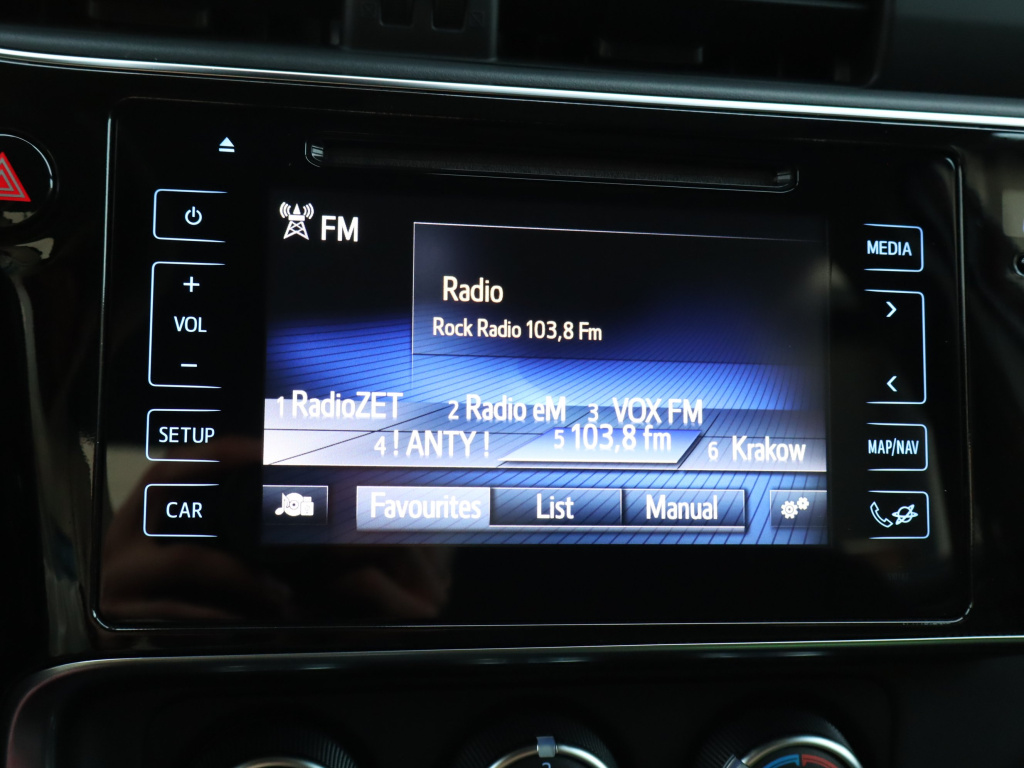 FM
MEDIA
Radio
+
VOL
−
Rock Radio 103,8 Fm
1 RadioZET 2 Radio eM 3 VOX FM
4 ! ANTY ! 5 103,8 fm 6 Krakow
SETUP
MAP/NAV
CAR
Favourites List Manual
2